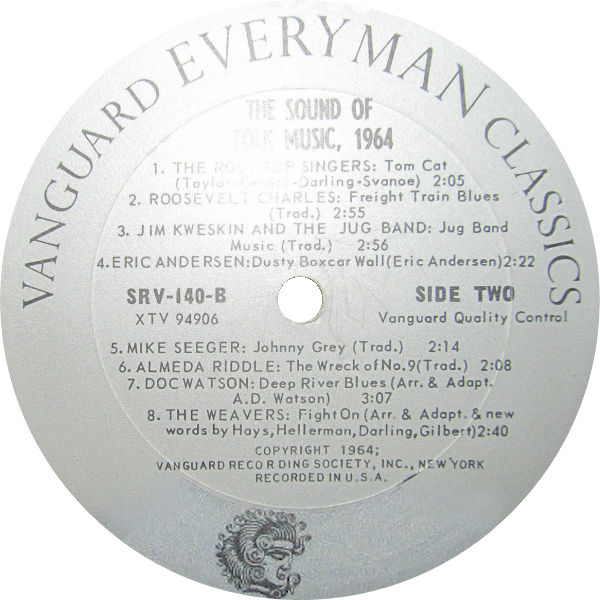 VANGUARD EVERYMAN CLASSICS
THE SOUND OF
FOLK MUSIC, 1964
1. THE ROOFTOP SINGERS: Tom Cat
(Taylor-Geraci-Darling-Svanoe) 2:05
2. ROOSEVELT CHARLES: Freight Train Blues
(Trad.) 2:55
3. JIM KWESKIN AND THE JUG BAND: Jug Band
Music (Trad.) 2:56
4. ERIC ANDERSEN: Dusty Boxcar Wall (Eric Andersen) 2:22
SRV-140-B SIDE TWO
XTV 94906 Vanguard Quality Control
5. MIKE SEEGER: Johnny Grey (Trad.) 2:14
6. ALMEDA RIDDLE: The Wreck of No. 9 (Trad.) 2:08
7. DOC WATSON: Deep River Blues (Arr. & Adapt.
A.D. Watson) 3:07
8. THE WEAVERS: Fight On (Arr. & Adapt. & new
words by Hays, Hellerman, Darling, Gilbert) 2:40
COPYRIGHT 1964;
VANGUARD RECORDING SOCIETY, INC., NEW YORK
RECORDED IN U.S.A.